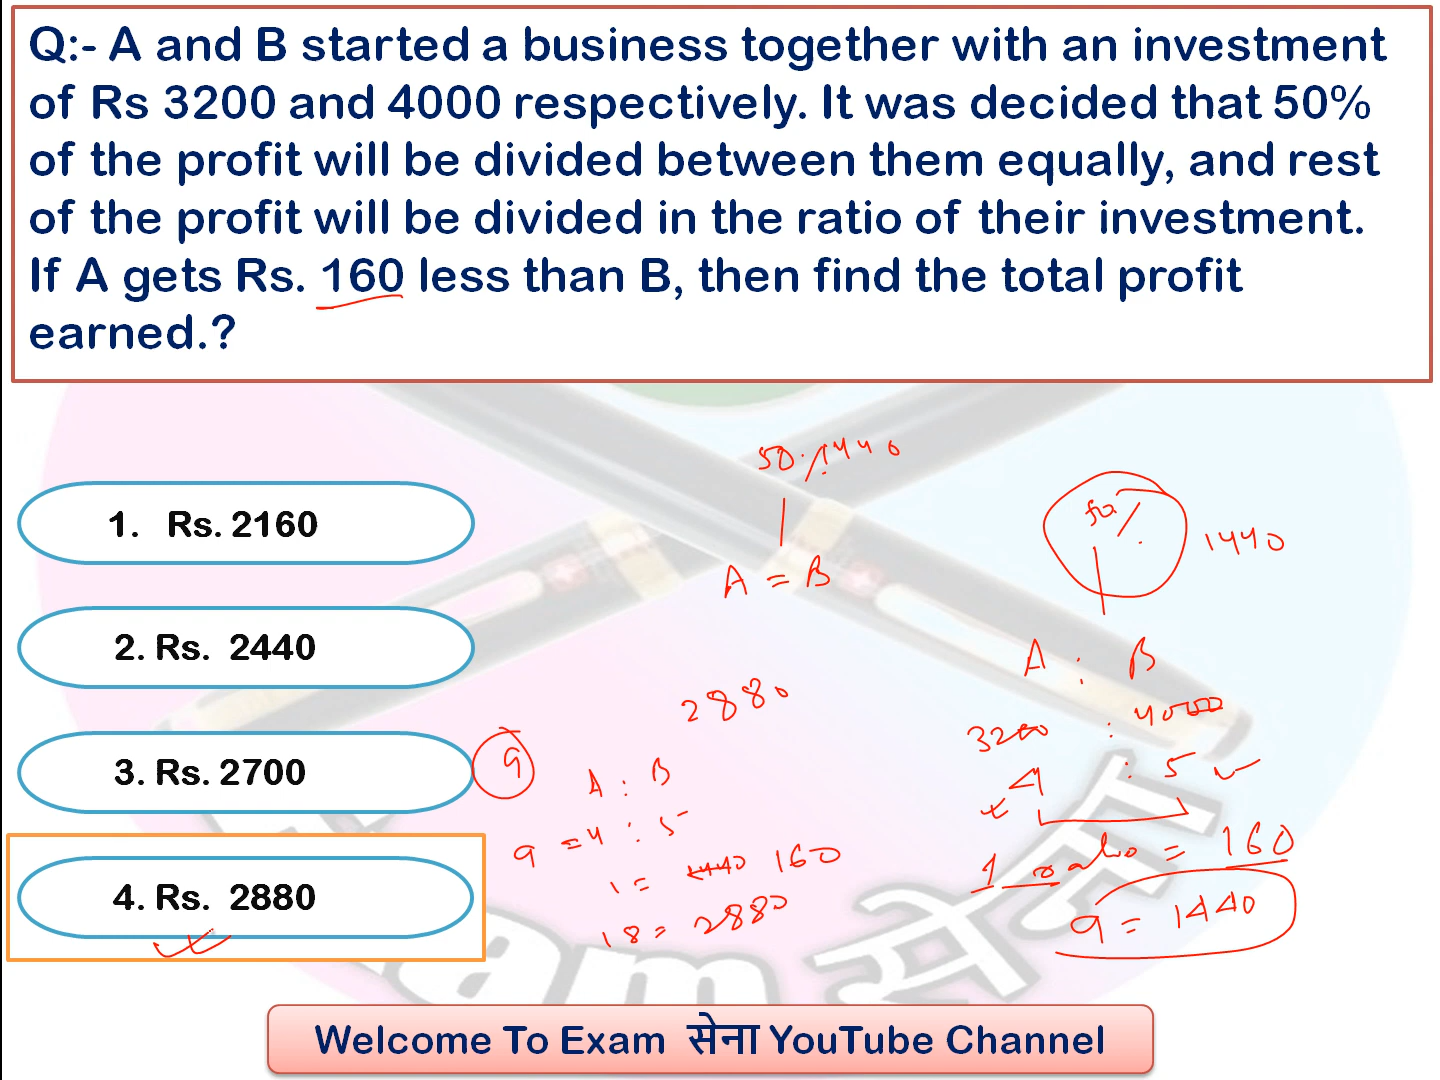 Q:- A and B started a business together with an investment
of Rs 3200 and 4000 respectively. It was decided that 50%
of the profit will be divided between them equally, and rest
of the profit will be divided in the ratio of their investment.
If A gets Rs. 160 less than B, then find the total profit
earned.?
50% 1440
50%
1440
1. Rs. 2160
A = B
2. Rs. 2440
A : B
2880
3200 : 4000
3. Rs. 2700
9
A : B
4 : 5
9 = 4 : 5
1 ratio = 160
1 = 1440 160
4. Rs. 2880
9 = 1440
18 = 2880
Exam सेना
Welcome To Exam सेना YouTube Channel